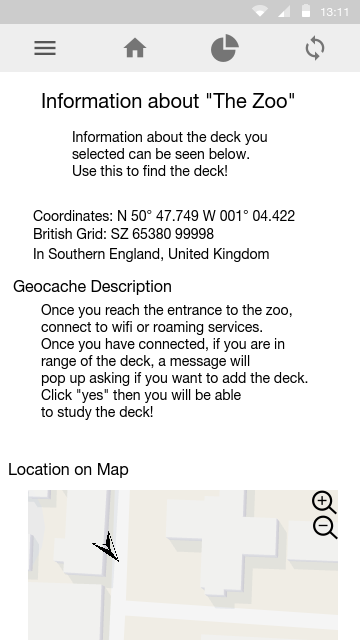 13:11
Information about "The Zoo"
Information about the deck you
selected can be seen below.
Use this to find the deck!
Coordinates: N 50° 47.749 W 001° 04.422
British Grid: SZ 65380 99998
In Southern England, United Kingdom
Geocache Description
Once you reach the entrance to the zoo,
connect to wifi or roaming services.
Once you have connected, if you are in
range of the deck, a message will
pop up asking if you want to add the deck.
Click "yes" then you will be able
to study the deck!
Location on Map